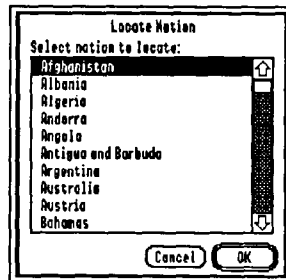 Locate Nation
Select nation to locate:
Afghanistan
Albania
Algeria
Andorra
Angola
Antigua and Barbuda
Argentina
Australia
Austria
Bahamas
Cancel OK